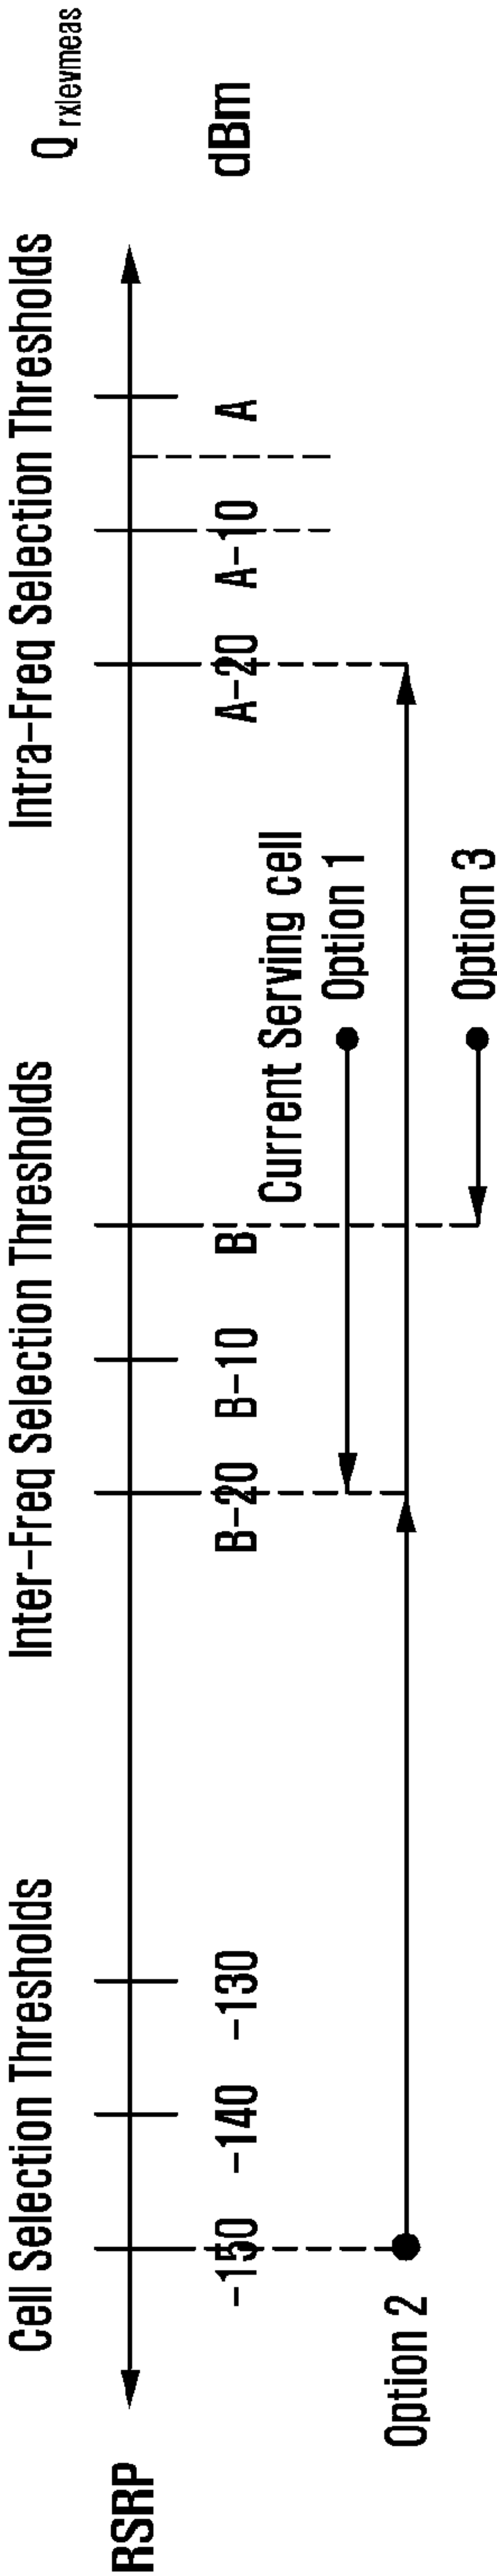 Cell Selection Thresholds
Inter-Freq Selection Thresholds
Intra-Freq Selection Thresholds
Q rxlevmeas
RSRP
-150
-140
-130
B-20
B-10
B
A-20
A-10
A
dBm
Current Serving cell
Option 1
Option 2
Option 3